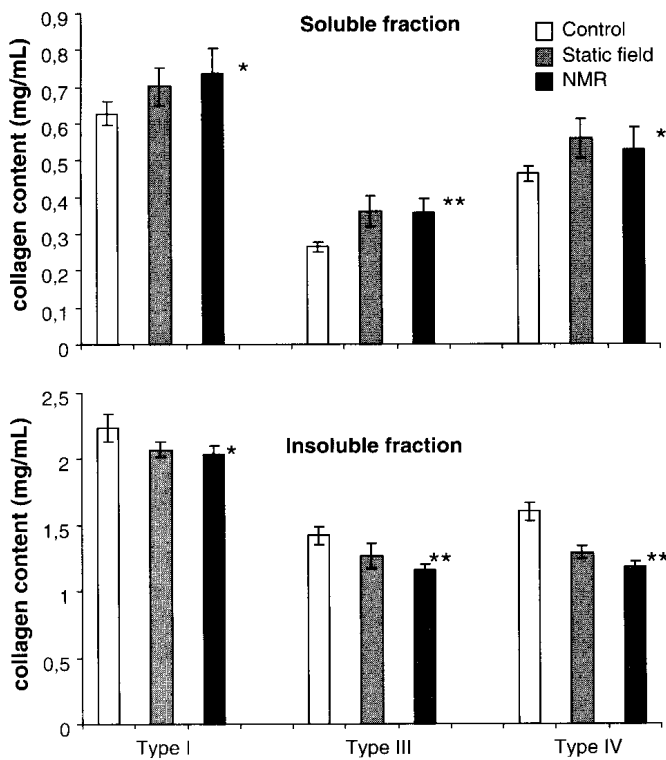 Soluble fraction
Control
Static field
NMR
collagen content (mg/mL)
0,9
0,8
0,7
0,6
0,5
0,4
0,3
0,2
0,1
0
*
**
*
Insoluble fraction
collagen content (mg/mL)
2,5
2
1,5
1
0,5
0
*
**
**
Type I
Type III
Type IV